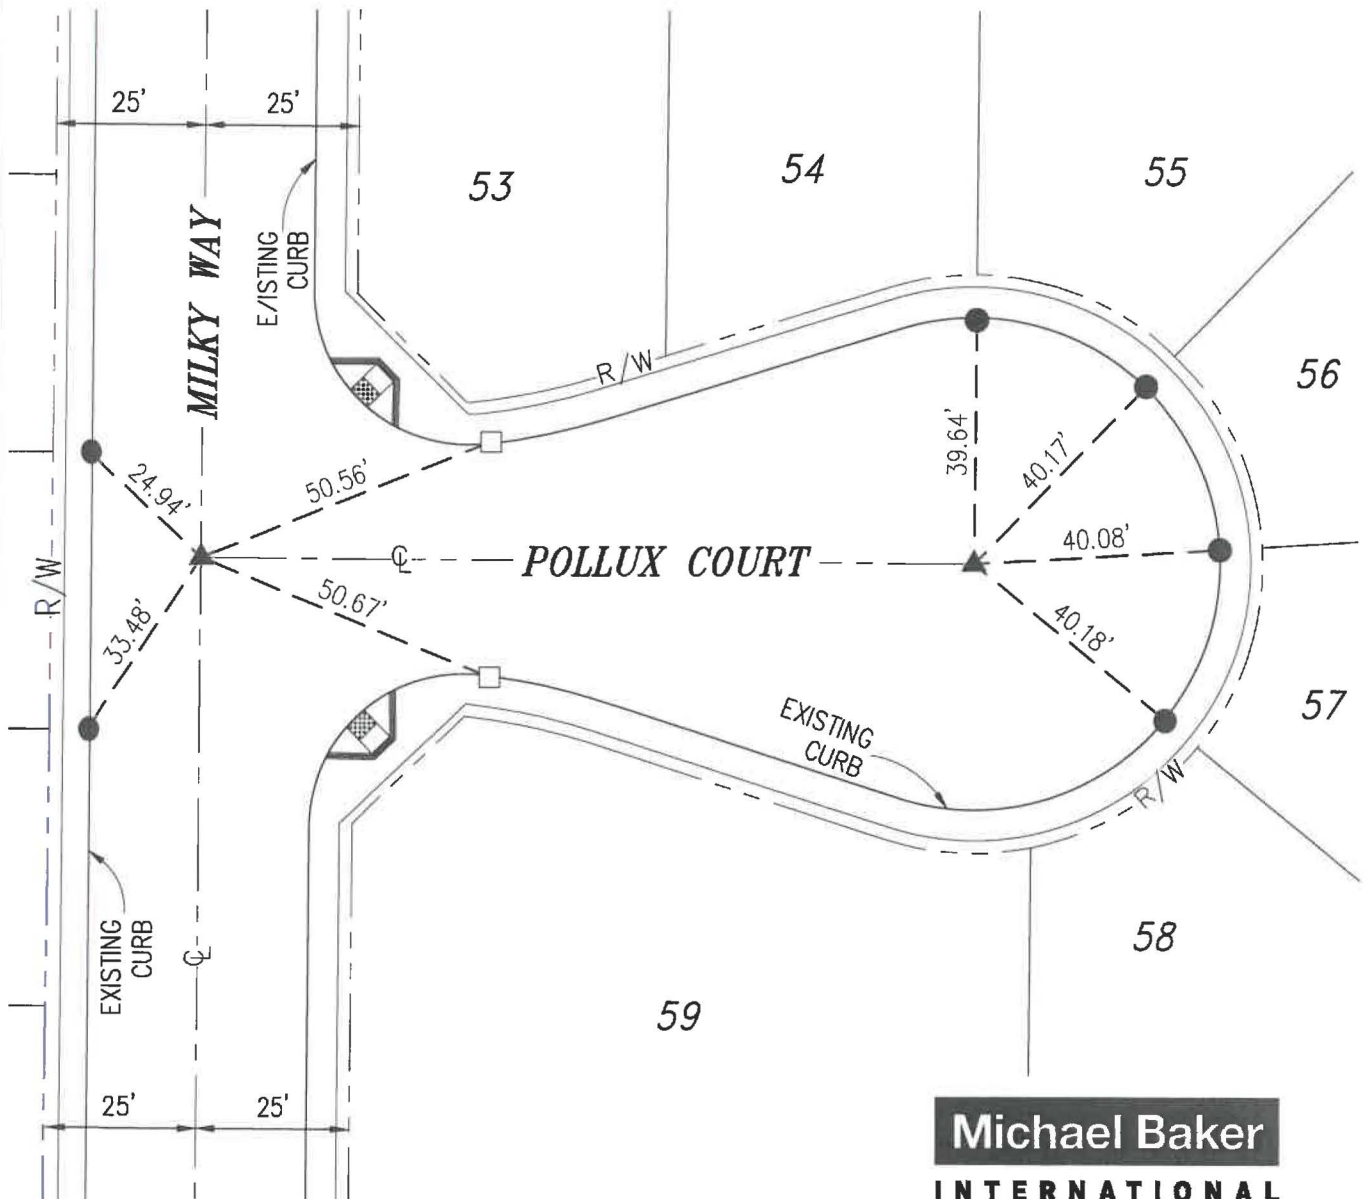 25'
25'
53
54
55
E/ISTING
CURB
MILKY WAY
R/W
56
39.64'
40.17'
24.94'
50.56'
℄
POLLUX COURT
40.08'
R/W
50.67'
33.48'
40.18'
57
EXISTING
CURB
R/W
58
EXISTING
CURB
℄
59
25'
25'
Michael Baker
INTERNATIONAL